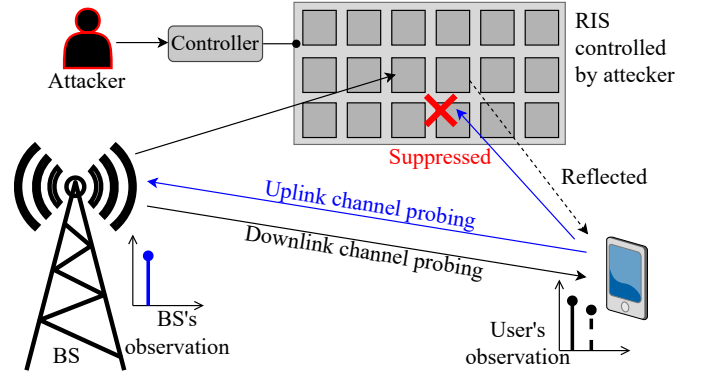 Attacker
Controller
RIS
controlled
by attecker
Suppressed
Reflected
Uplink channel probing
Downlink channel probing
BS
BS's
observation
User's
observation